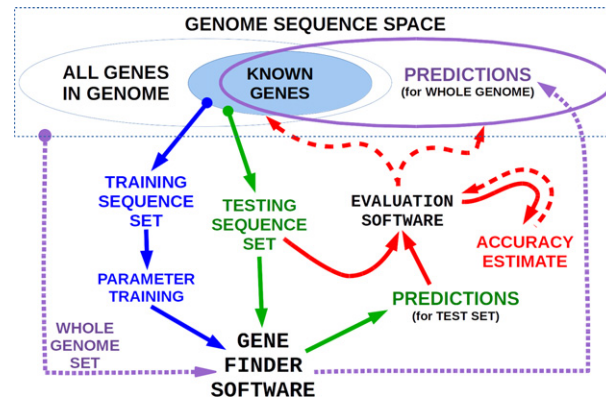 GENOME SEQUENCE SPACE
ALL GENES
IN GENOME
KNOWN
GENES
PREDICTIONS
(for WHOLE GENOME)
TRAINING
SEQUENCE
SET
TESTING
SEQUENCE
SET
EVALUATION
SOFTWARE
ACCURACY
ESTIMATE
PARAMETER
TRAINING
PREDICTIONS
(for TEST SET)
WHOLE
GENOME
SET
GENE
FINDER
SOFTWARE